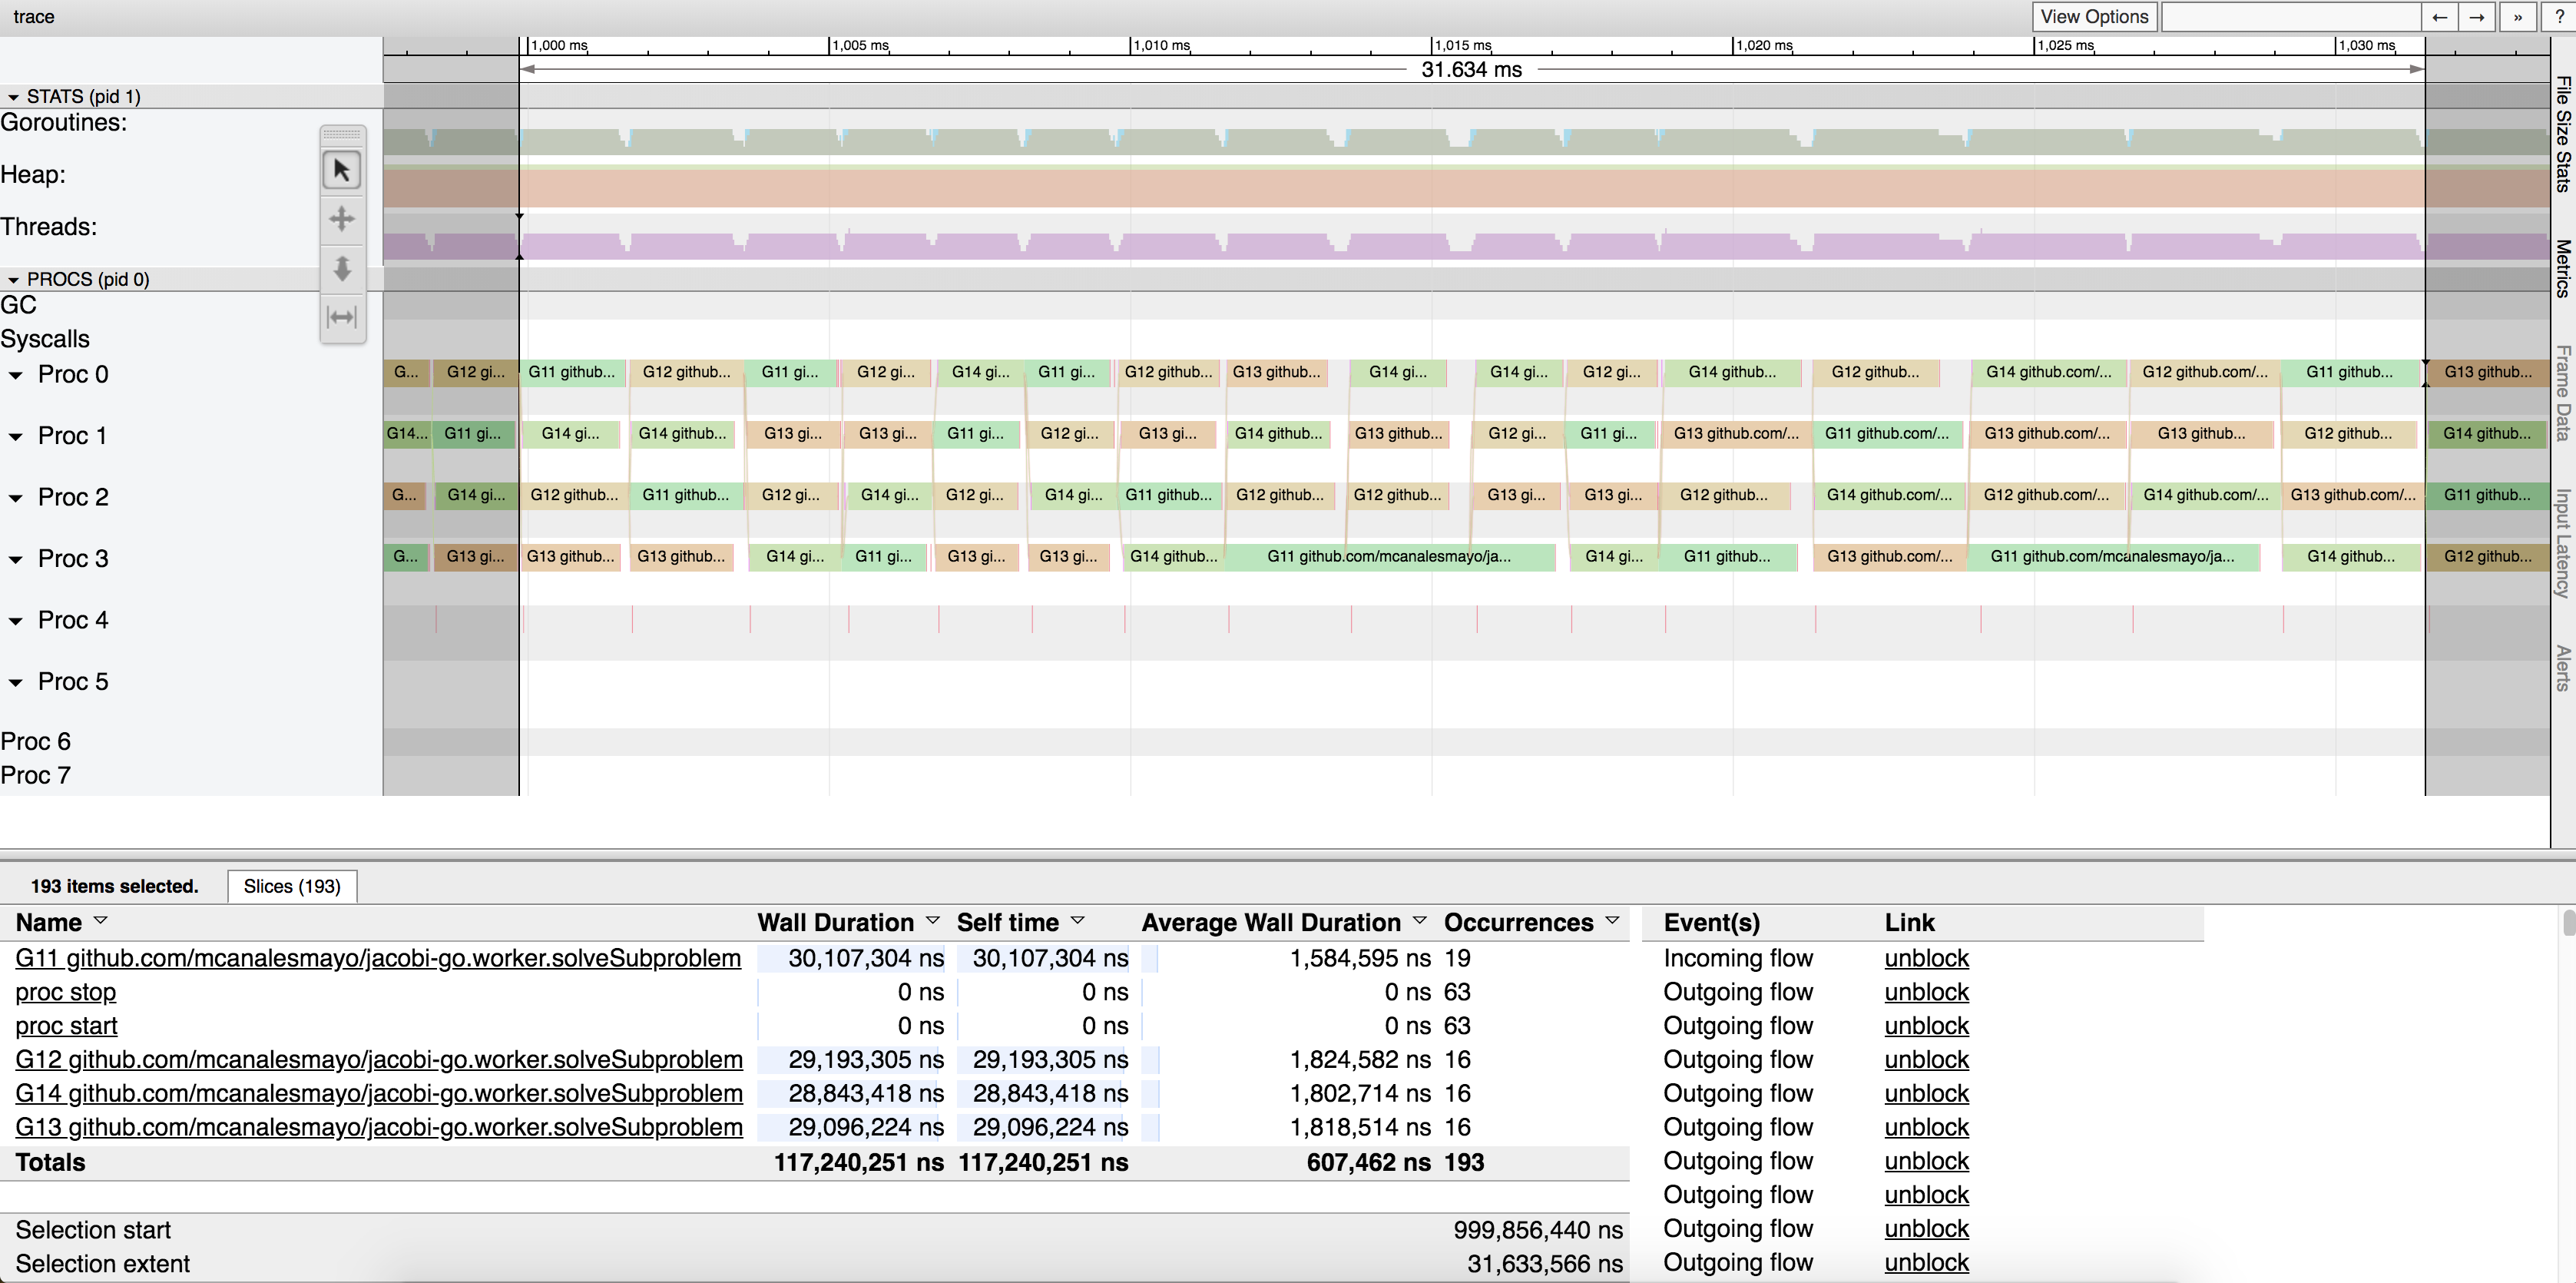 trace
View Options ← → » ?
1,000 ms 1,005 ms 1,010 ms 1,015 ms 1,020 ms 1,025 ms 1,030 ms
31.634 ms
STATS (pid 1)
Goroutines:
Heap:
Threads:
PROCS (pid 0)
GC
Syscalls
Proc 0
G... G12 gi... G11 github... G12 github... G11 gi... G12 gi... G14 gi... G11 gi... G12 github... G13 github... G14 gi... G14 gi... G12 gi... G14 github... G12 github... G14 github.com/... G12 github.com/... G11 github... G13 github...
Proc 1
G14... G11 gi... G14 gi... G14 github... G13 gi... G13 gi... G11 gi... G12 gi... G13 gi... G14 github... G13 github... G12 gi... G11 gi... G13 github.com/... G11 github.com/... G13 github.com/... G13 github... G12 github... G14 github...
Proc 2
G... G14 gi... G12 github... G11 github... G12 gi... G14 gi... G12 gi... G14 gi... G11 github... G12 github... G12 github... G13 gi... G13 gi... G12 github... G14 github.com/... G12 github.com/... G14 github.com/... G13 github.com/... G11 github...
Proc 3
G... G13 gi... G13 github... G13 github... G14 gi... G11 gi... G13 gi... G13 gi... G14 github... G11 github.com/mcanalesmayo/ja... G14 gi... G11 github... G13 github.com/... G11 github.com/mcanalesmayo/ja... G14 github... G12 github...
Proc 4
Proc 5
Proc 6
Proc 7
File Size Stats
Metrics
Frame Data
Input Latency
Alerts
193 items selected. Slices (193)
Name Wall Duration Self time Average Wall Duration Occurrences Event(s) Link
G11 github.com/mcanalesmayo/jacobi-go.worker.solveSubproblem 30,107,304 ns 30,107,304 ns 1,584,595 ns 19 Incoming flow unblock
proc stop 0 ns 0 ns 0 ns 63 Outgoing flow unblock
proc start 0 ns 0 ns 0 ns 63 Outgoing flow unblock
G12 github.com/mcanalesmayo/jacobi-go.worker.solveSubproblem 29,193,305 ns 29,193,305 ns 1,824,582 ns 16 Outgoing flow unblock
G14 github.com/mcanalesmayo/jacobi-go.worker.solveSubproblem 28,843,418 ns 28,843,418 ns 1,802,714 ns 16 Outgoing flow unblock
G13 github.com/mcanalesmayo/jacobi-go.worker.solveSubproblem 29,096,224 ns 29,096,224 ns 1,818,514 ns 16 Outgoing flow unblock
Totals 117,240,251 ns 117,240,251 ns 607,462 ns 193 Outgoing flow unblock
Outgoing flow unblock
Selection start 999,856,440 ns Outgoing flow unblock
Selection extent 31,633,566 ns Outgoing flow unblock